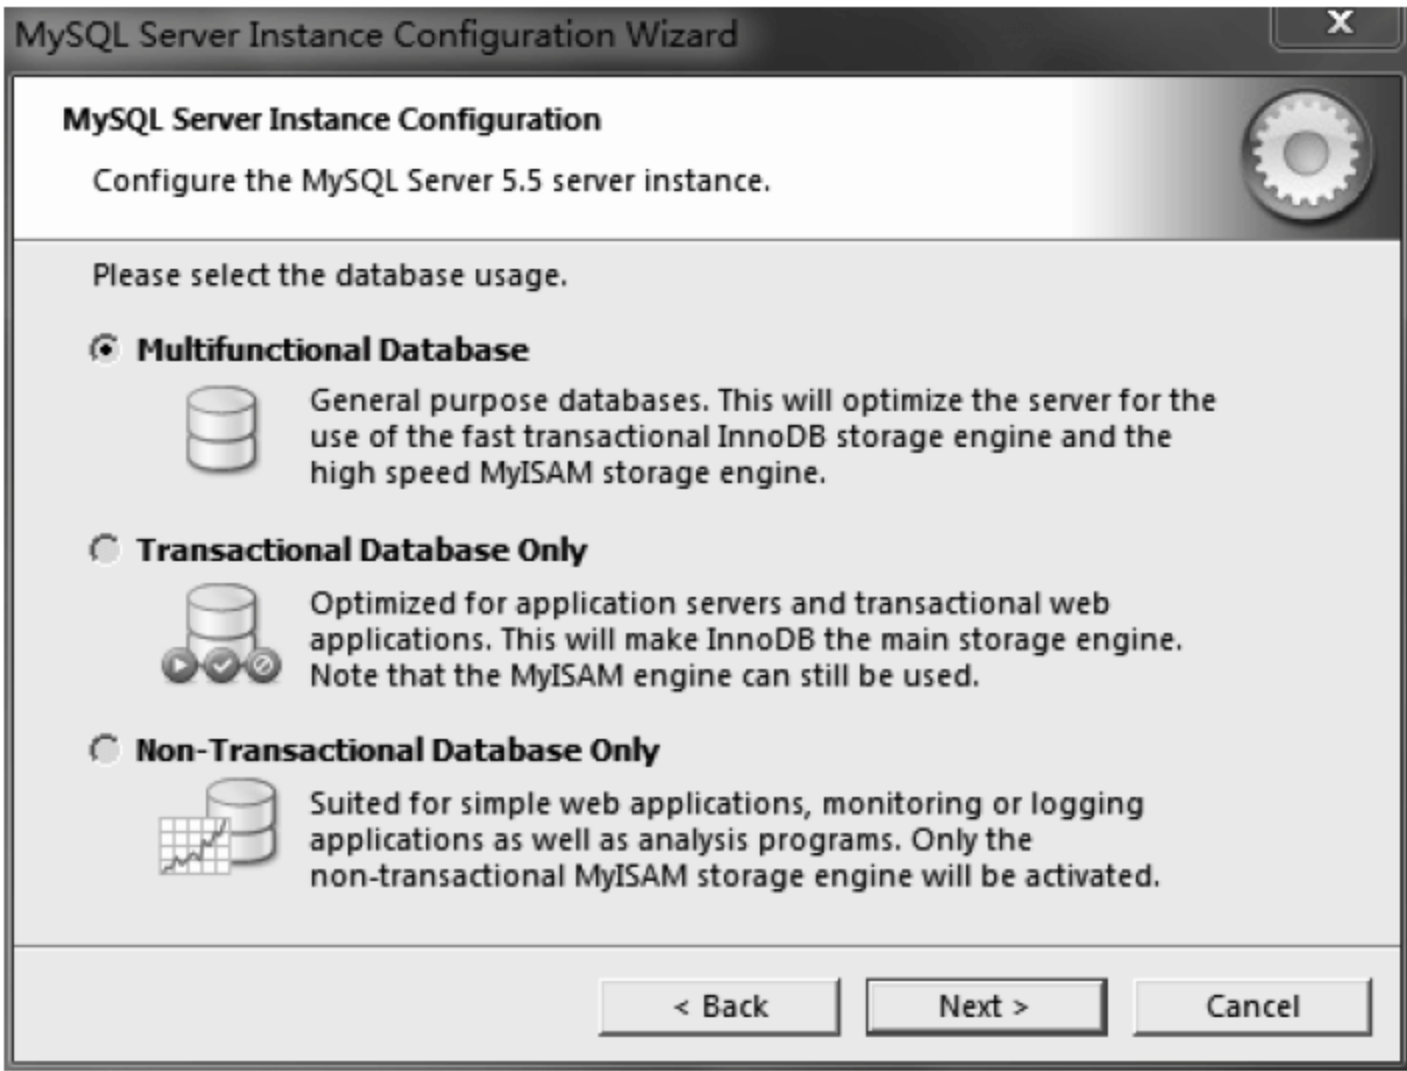 MySQL Server Instance Configuration Wizard
X
MySQL Server Instance Configuration
Configure the MySQL Server 5.5 server instance.
Please select the database usage.
Multifunctional Database
General purpose databases. This will optimize the server for the
use of the fast transactional InnoDB storage engine and the
high speed MyISAM storage engine.
Transactional Database Only
Optimized for application servers and transactional web
applications. This will make InnoDB the main storage engine.
Note that the MyISAM engine can still be used.
Non-Transactional Database Only
Suited for simple web applications, monitoring or logging
applications as well as analysis programs. Only the
non-transactional MyISAM storage engine will be activated.
< Back
Next >
Cancel